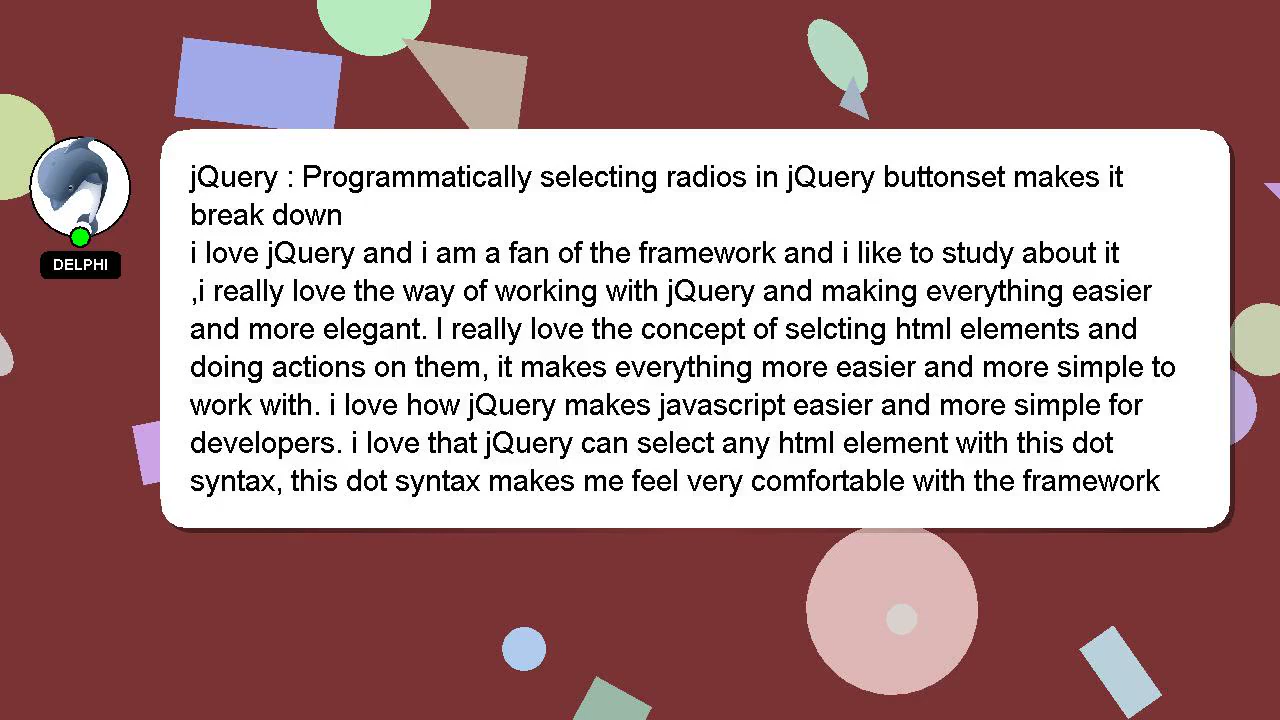 jQuery : Programmatically selecting radios in jQuery buttonset makes it
break down
i love jQuery and i am a fan of the framework and i like to study about it
,i really love the way of working with jQuery and making everything easier
and more elegant. I really love the concept of selcting html elements and
doing actions on them, it makes everything more easier and more simple to
work with. i love how jQuery makes javascript easier and more simple for
developers. i love that jQuery can select any html element with this dot
syntax, this dot syntax makes me feel very comfortable with the framework
DELPHI